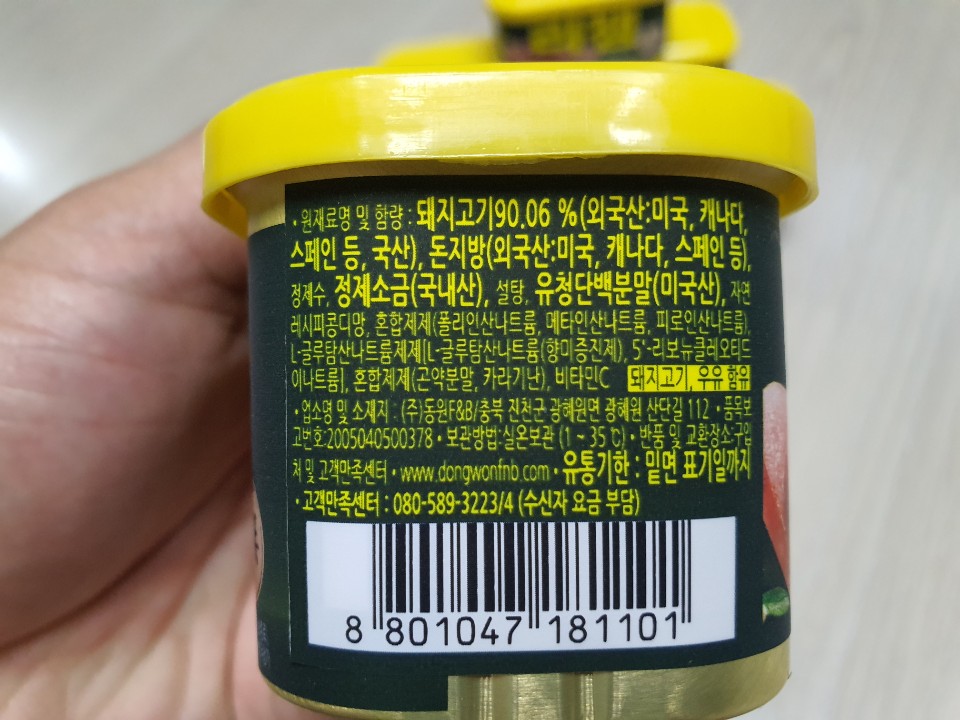 • 원재료명 및 함량 : 돼지고기90.06 %(외국산:미국, 캐나다,
스페인 등, 국산), 돈지방(외국산:미국, 캐나다, 스페인 등),
정제수, 정제소금(국내산), 설탕, 유청단백분말(미국산), 자연
레시피콩디망, 혼합제제(폴리인산나트륨, 메타인산나트륨, 피로인산나트륨),
L-글루탐산나트륨제제[L-글루탐산나트륨(향미증진제), 5'-리보뉴클레오티드
이나트륨], 혼합제제(곤약분말, 카라기난), 비타민C 돼지고기, 우유 함유
• 업소명 및 소재지 : (주)동원F&B/충북 진천군 광혜원면 광혜원 산단길 112 • 품목보
고번호:2005040500378 • 보관방법:실온보관 (1 ~ 35℃) • 반품 및 교환장소:구입
처 및 고객만족센터 • www.dongwonfnb.com • 유통기한 : 밑면 표기일까지
• 고객만족센터 : 080-589-3223/4 (수신자 요금 부담)
8 801047 181101